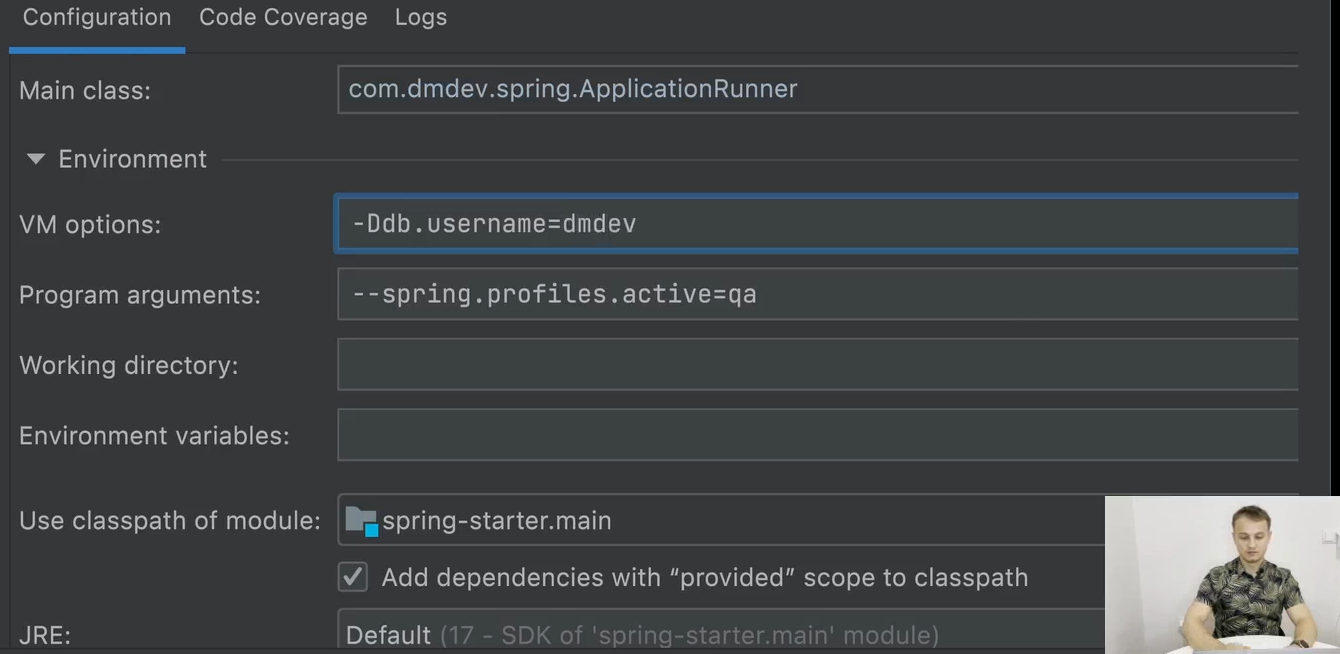 Configuration Code Coverage Logs
Main class: com.dmdev.spring.ApplicationRunner
Environment
VM options: -Ddb.username=dmdev
Program arguments: --spring.profiles.active=qa
Working directory:
Environment variables:
Use classpath of module: spring-starter.main
Add dependencies with “provided” scope to classpath
JRE: Default (17 - SDK of 'spring-starter.main' module)